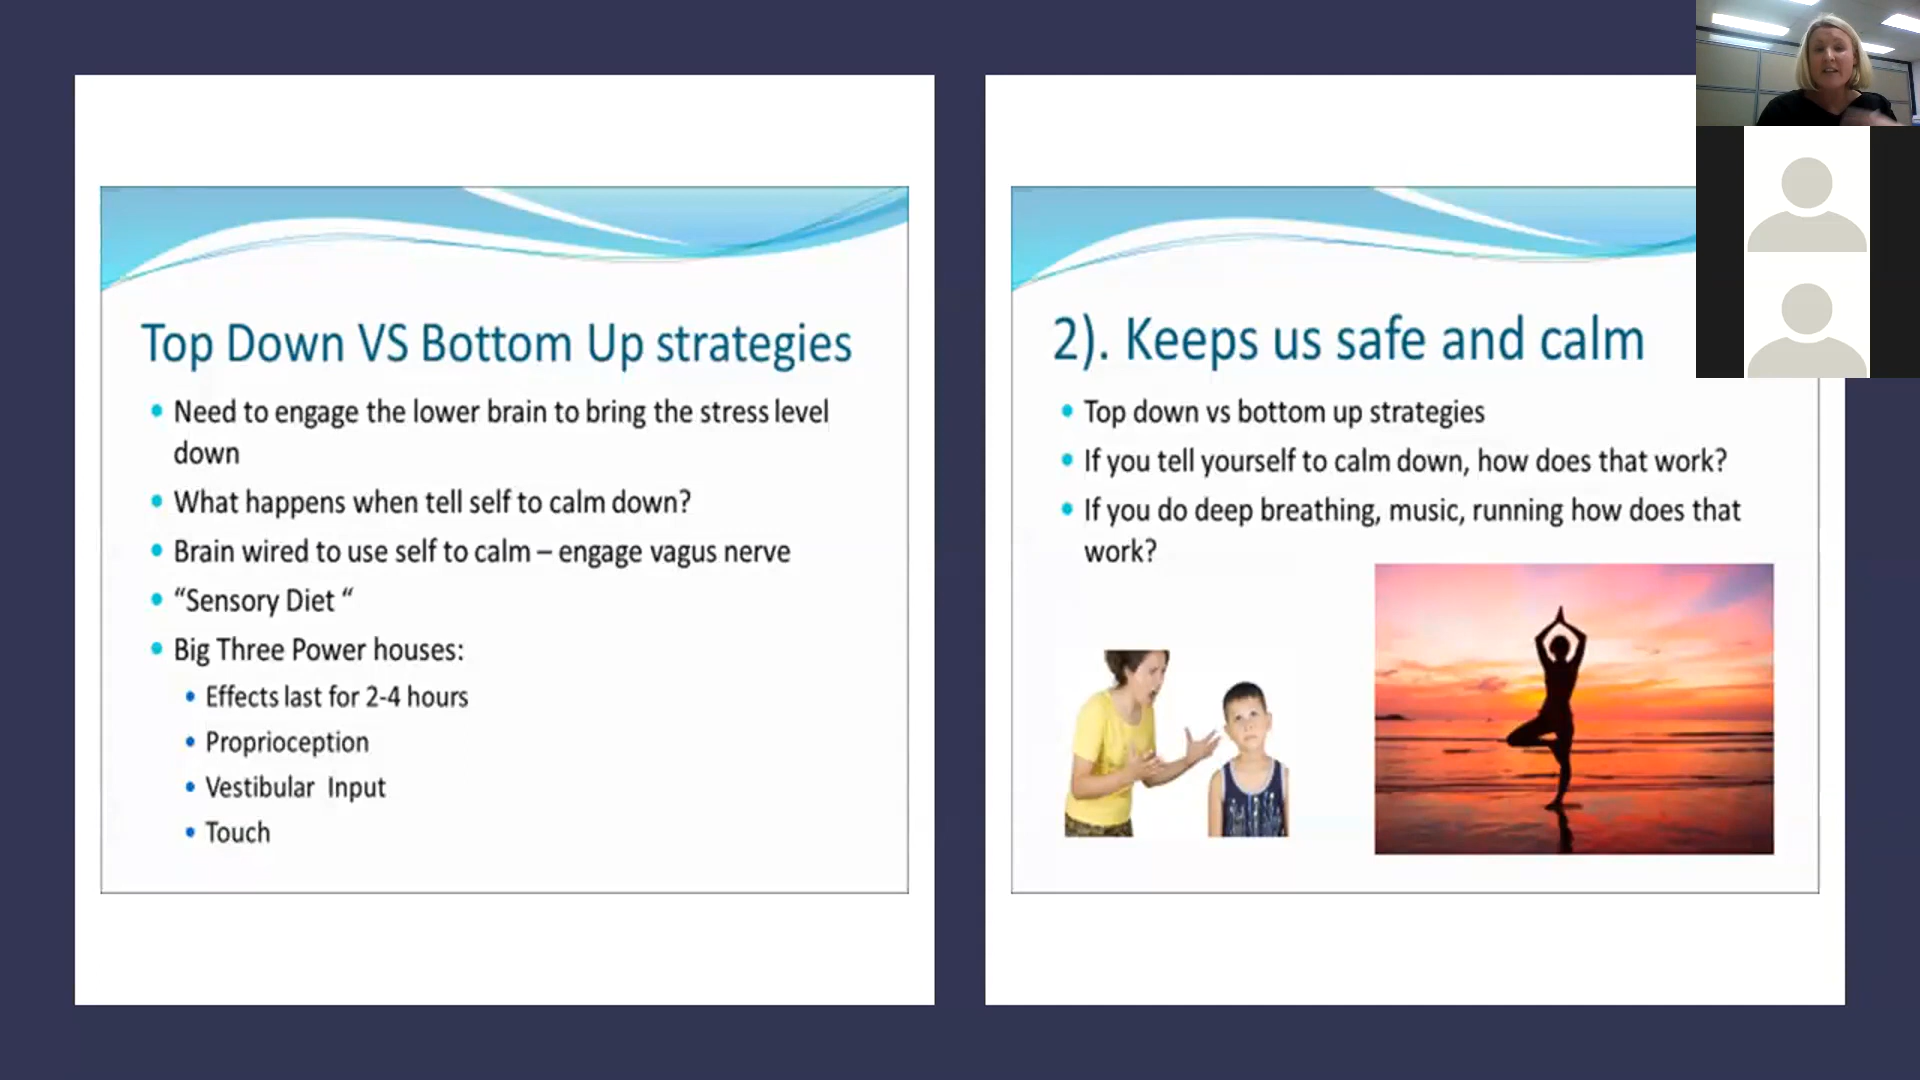 Top Down VS Bottom Up strategies
Need to engage the lower brain to bring the stress level
down
What happens when tell self to calm down?
Brain wired to use self to calm – engage vagus nerve
“Sensory Diet “
Big Three Power houses:
Effects last for 2-4 hours
Proprioception
Vestibular Input
Touch
2). Keeps us safe and calm
Top down vs bottom up strategies
If you tell yourself to calm down, how does that work?
If you do deep breathing, music, running how does that
work?